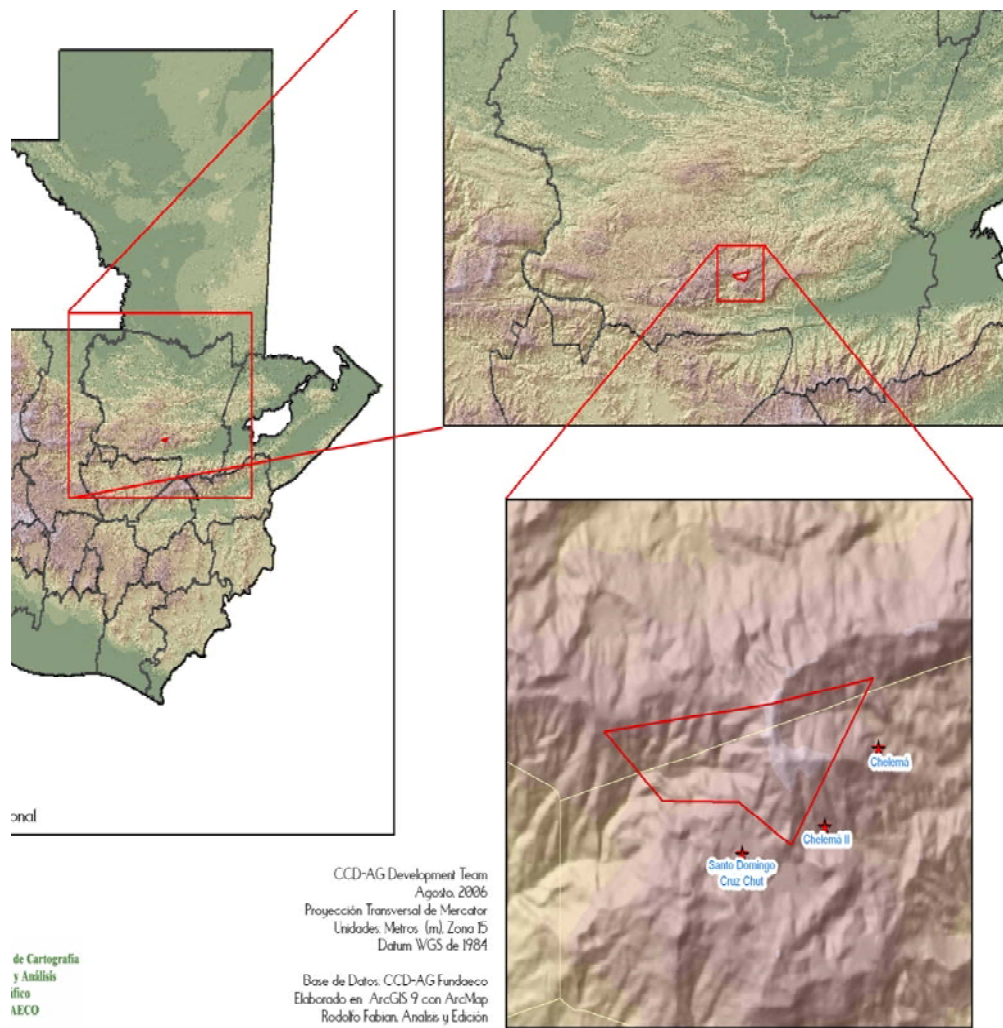 Chelemá
Chelemá II
Santo Domingo
Cruz Chut
onal
CCD-AG Development Team
Agosto, 2006
Proyección Transversal de Mercator
Unidades: Metros (m), Zona 15
Datum WGS de 1984
de Cartografía
y Análisis
ífico
AECO
Base de Datos: CCD-AG Fundaeco
Elaborado en ArcGIS 9 con ArcMap
Rodolfo Fabian, Analisis y Edición